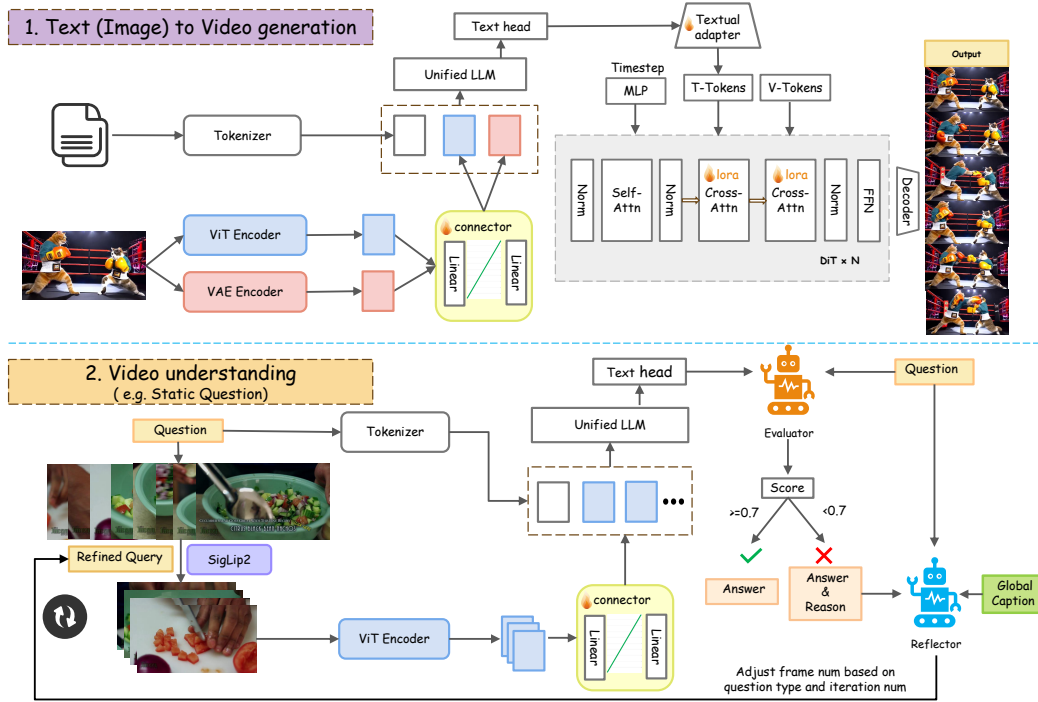 1. Text (Image) to Video generation
Text head
Textual
adapter
Output
Unified LLM
Timestep
MLP
T-Tokens
V-Tokens
Tokenizer
Norm
Self-
Attn
Norm
lora
Cross-
Attn
lora
Cross-
Attn
Norm
FFN
Decoder
DiT × N
ViT Encoder
VAE Encoder
connector
Linear
Linear
2. Video understanding
( e.g. Static Question)
Text head
Question
Question
Tokenizer
Unified LLM
Evaluator
Score
>=0.7
<0.7
Refined Query
SigLip2
Answer
Answer
&
Reason
Global
Caption
connector
Linear
Linear
ViT Encoder
Reflector
Adjust frame num based on
question type and iteration num